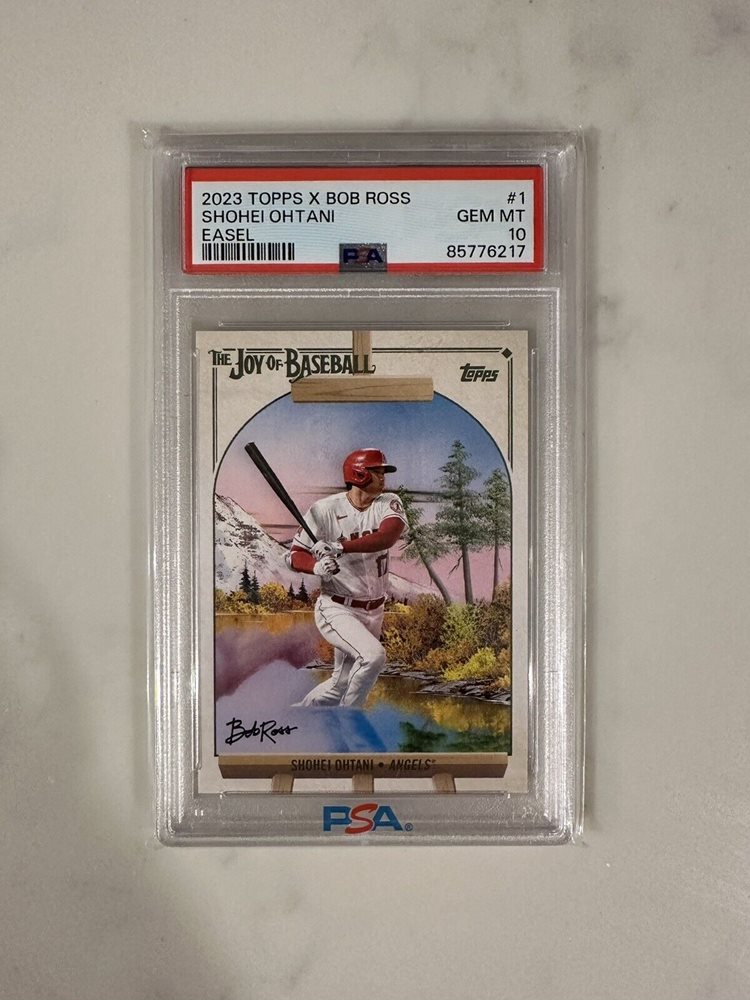 2023 TOPPS X BOB ROSS #1
SHOHEI OHTANI GEM MT
EASEL 10
PSA 85776217
THE JOY OF BASEBALL
topps
17
Bob Ross
SHOHEI OHTANI • ANGELS®
PSA®